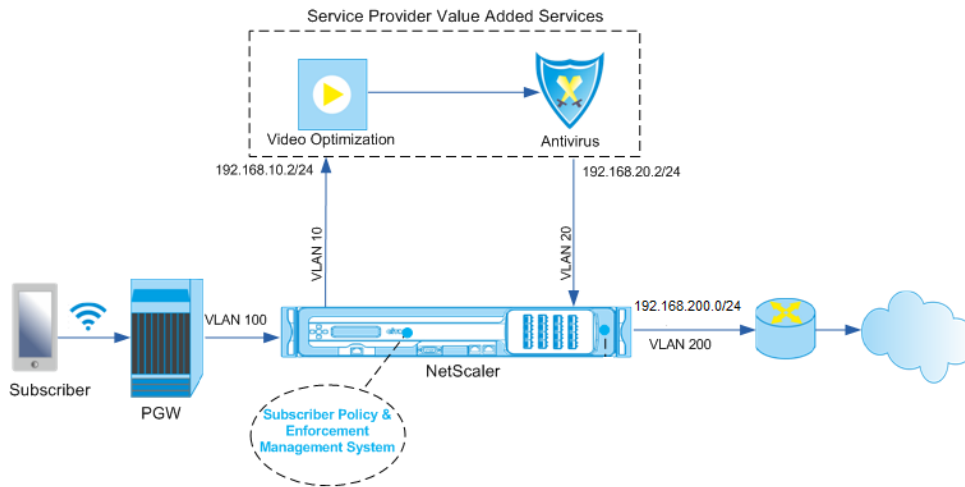 Service Provider Value Added Services
Video Optimization
Antivirus
192.168.10.2/24
192.168.20.2/24
VLAN 10
VLAN 20
192.168.200.0/24
VLAN 100
VLAN 200
NetScaler
Subscriber
PGW
Subscriber Policy &
Enforcement
Management System